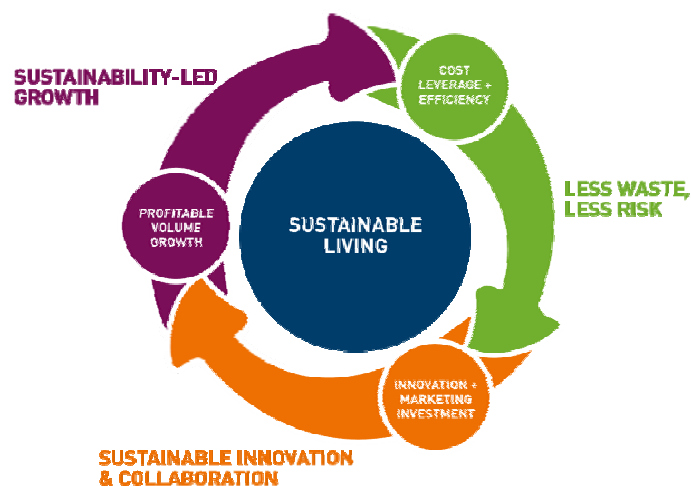 SUSTAINABILITY-LED
GROWTH
COST
LEVERAGE +
EFFICIENCY
LESS WASTE,
LESS RISK
PROFITABLE
VOLUME
GROWTH
SUSTAINABLE
LIVING
INNOVATION +
MARKETING
INVESTMENT
SUSTAINABLE INNOVATION
& COLLABORATION